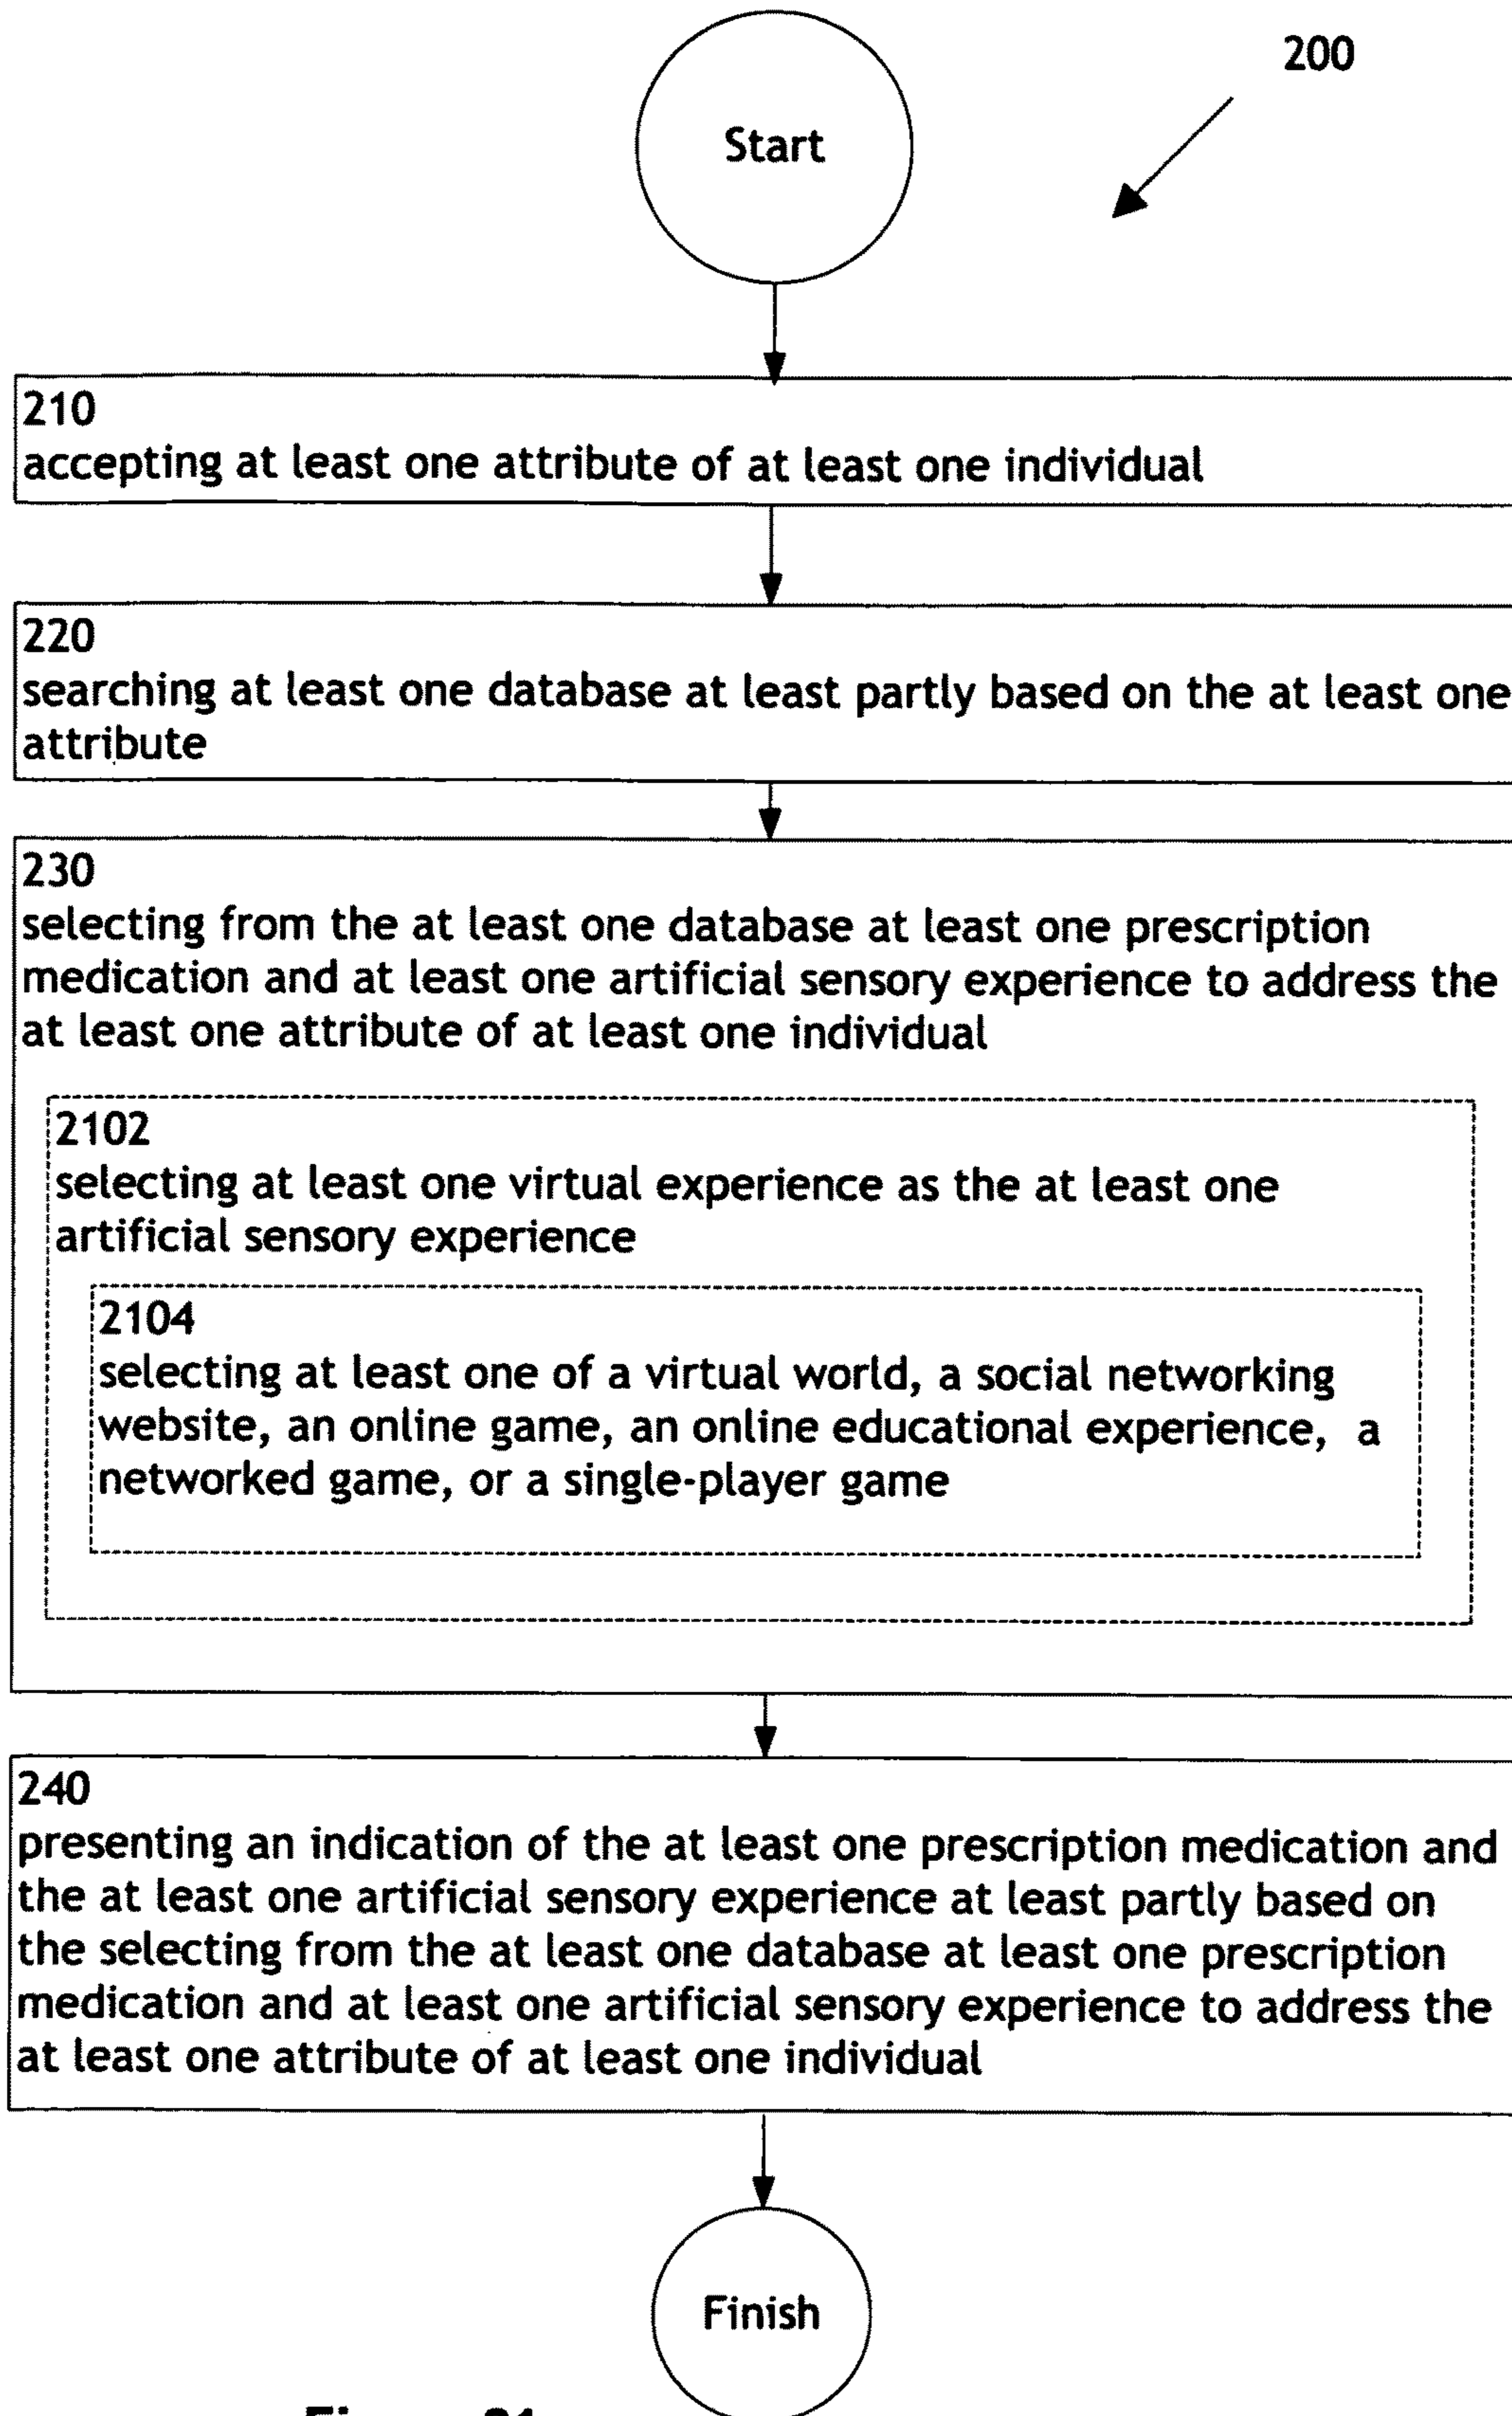 200
Start
210
accepting at least one attribute of at least one individual
220
searching at least one database at least partly based on the at least one
attribute
230
selecting from the at least one database at least one prescription
medication and at least one artificial sensory experience to address the
at least one attribute of at least one individual
2102
selecting at least one virtual experience as the at least one
artificial sensory experience
2104
selecting at least one of a virtual world, a social networking
website, an online game, an online educational experience, a
networked game, or a single-player game
240
presenting an indication of the at least one prescription medication and
the at least one artificial sensory experience at least partly based on
the selecting from the at least one database at least one prescription
medication and at least one artificial sensory experience to address the
at least one attribute of at least one individual
Finish